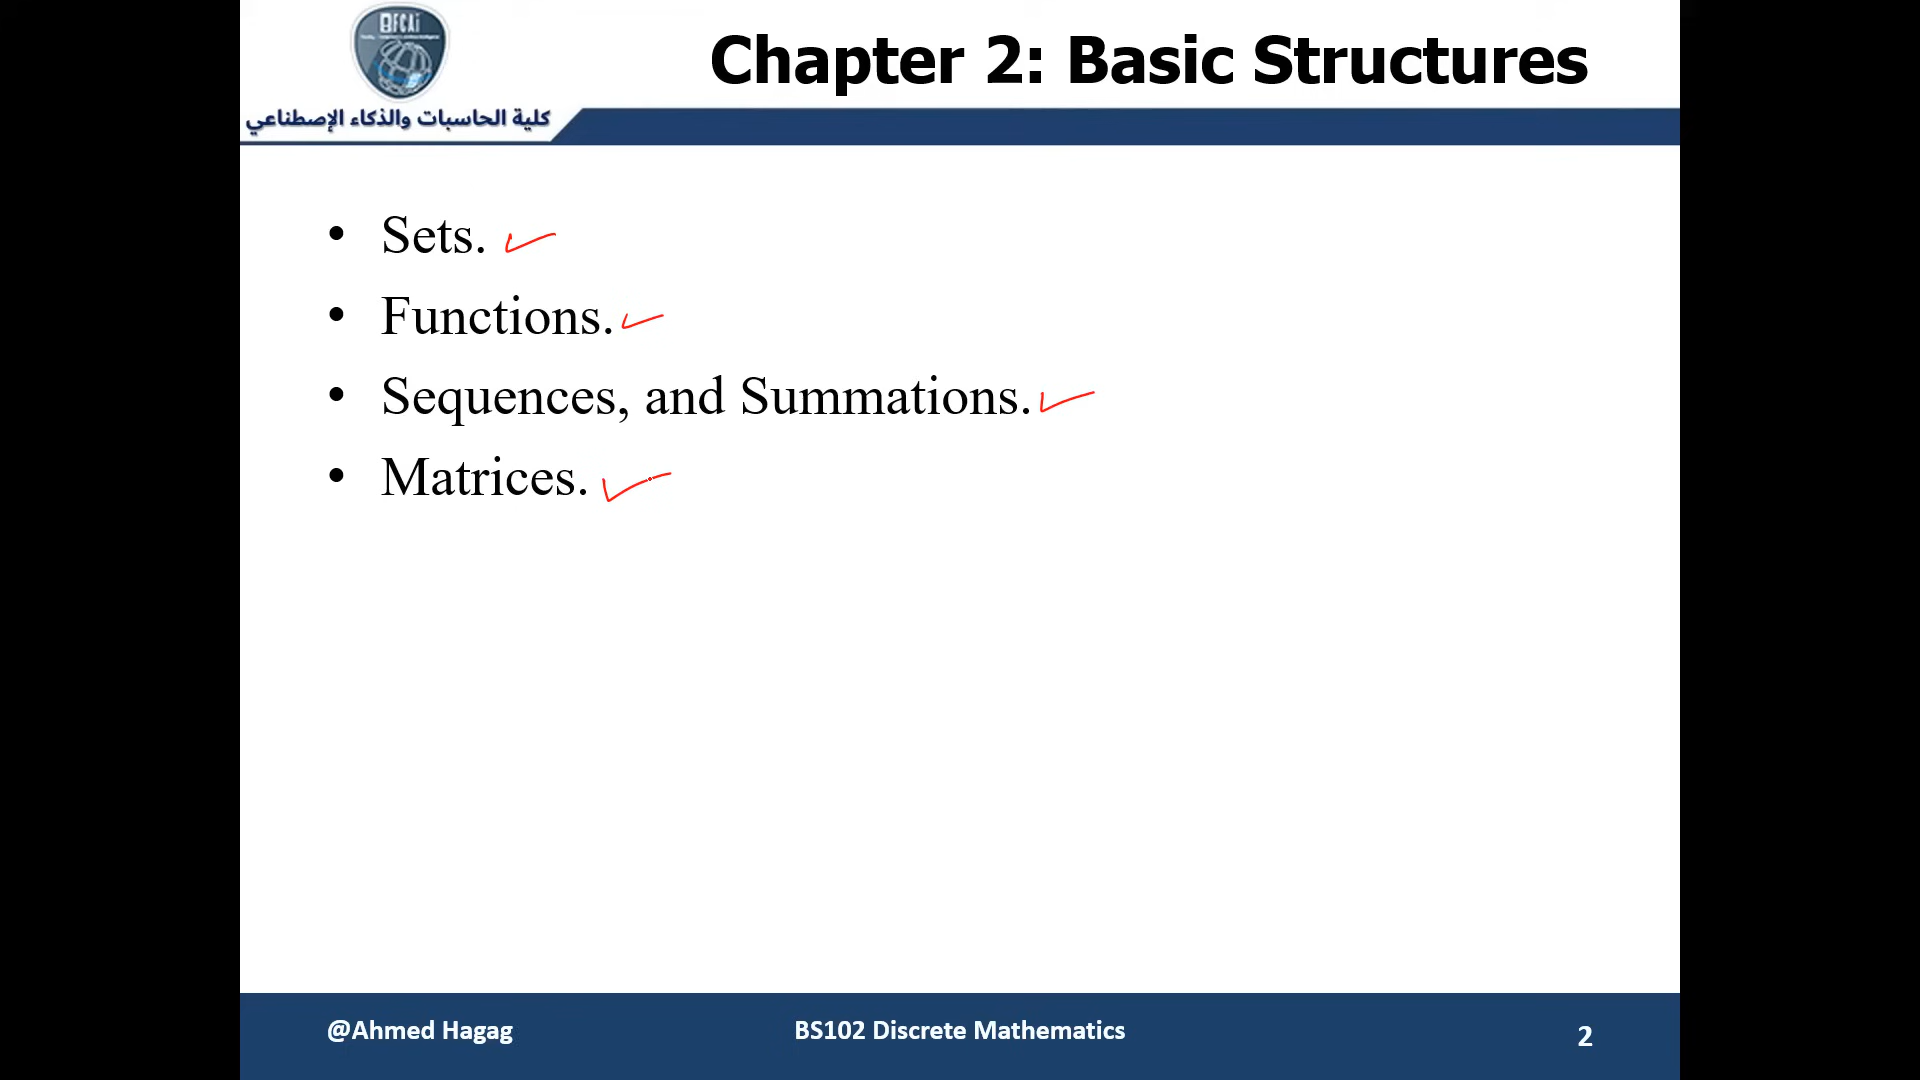 BFCAi
Chapter 2: Basic Structures
كلية الحاسبات والذكاء الإصطناعي
• Sets.
• Functions.
• Sequences, and Summations.
• Matrices.
@Ahmed Hagag
BS102 Discrete Mathematics
2